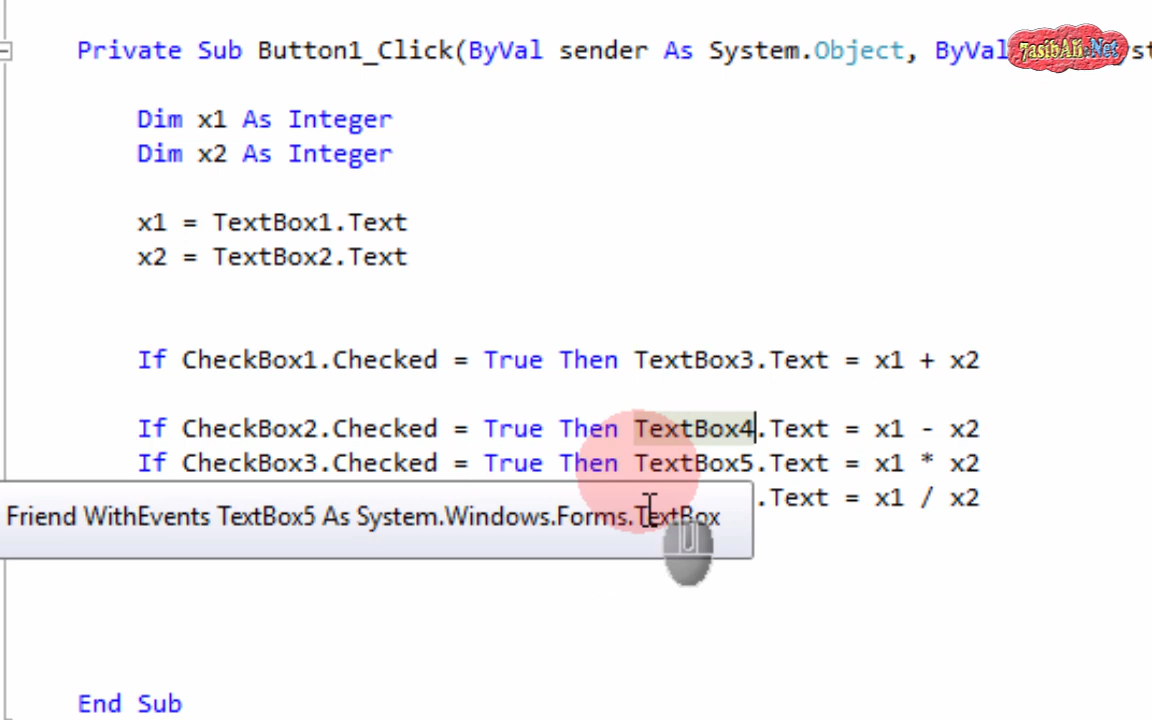 Private Sub Button1_Click(ByVal sender As System.Object, ByVal
7asibAli.Net
Dim x1 As Integer
Dim x2 As Integer
x1 = TextBox1.Text
x2 = TextBox2.Text
If CheckBox1.Checked = True Then TextBox3.Text = x1 + x2
If CheckBox2.Checked = True Then TextBox4.Text = x1 - x2
If CheckBox3.Checked = True Then TextBox5.Text = x1 * x2
.Text = x1 / x2
Friend WithEvents TextBox5 As System.Windows.Forms.TextBox
End Sub